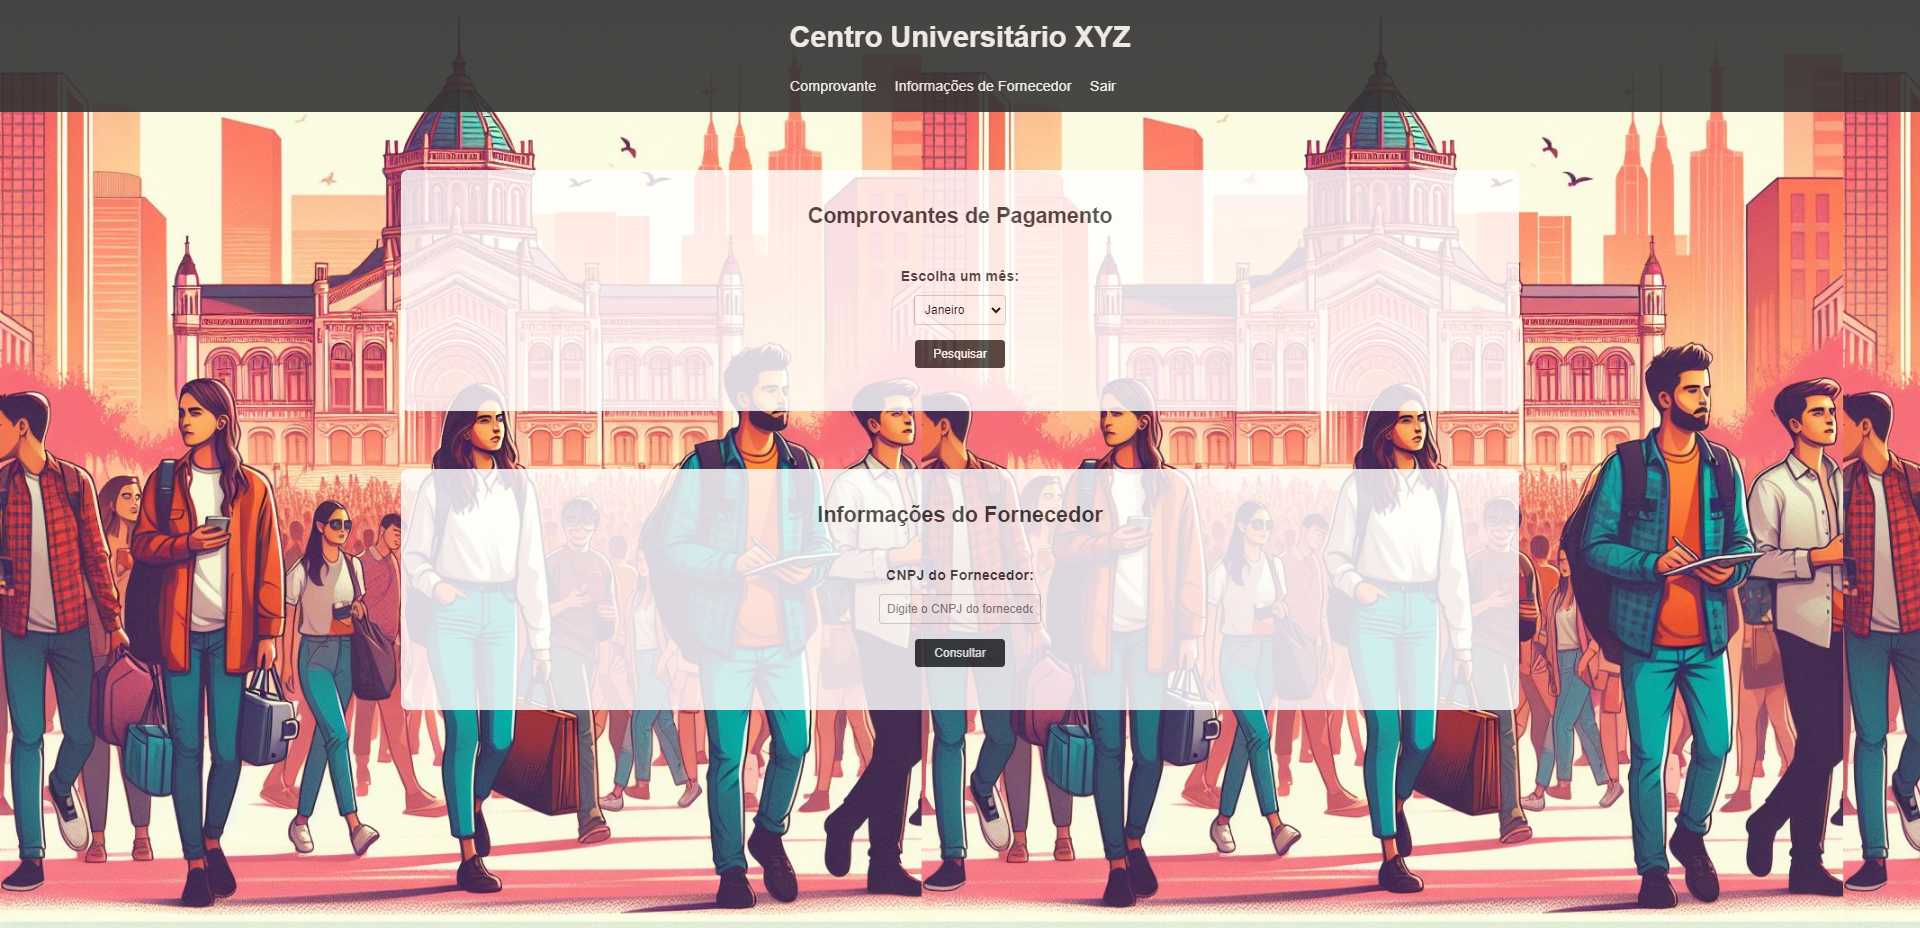 Centro Universitário XYZ
Comprovante Informações de Fornecedor Sair
Comprovantes de Pagamento
Escolha um mês:
Janeiro
Pesquisar
Informações do Fornecedor
CNPJ do Fornecedor:
Digite o CNPJ do fornecedo
Consultar